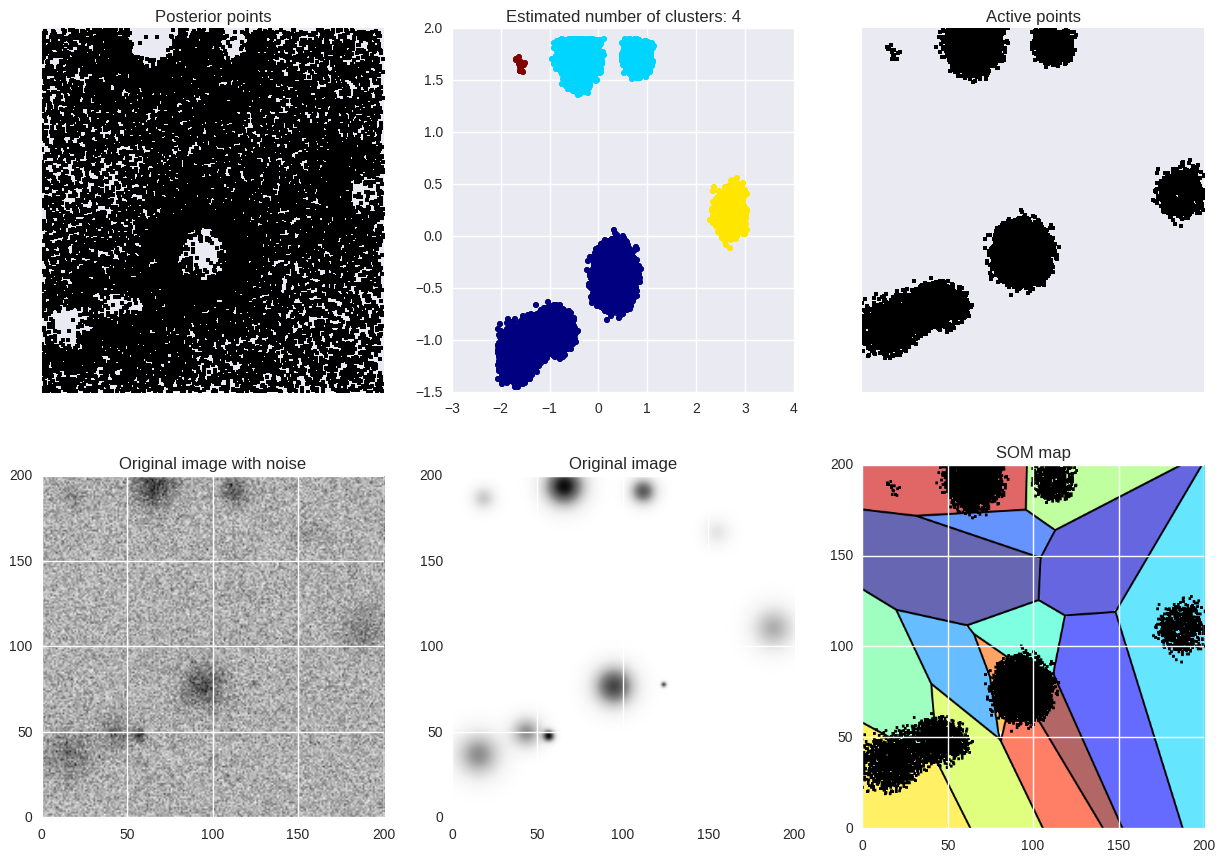 Posterior points
Estimated number of clusters: 4
Active points
2.0
1.5
1.0
0.5
0.0
−0.5
−1.0
−1.5
−3 −2 −1 0 1 2 3 4
Original image with noise
200
150
100
50
0
0 50 100 150 200
Original image
200
150
100
50
0
0 50 100 150 200
SOM map
200
150
100
50
0
0 50 100 150 200